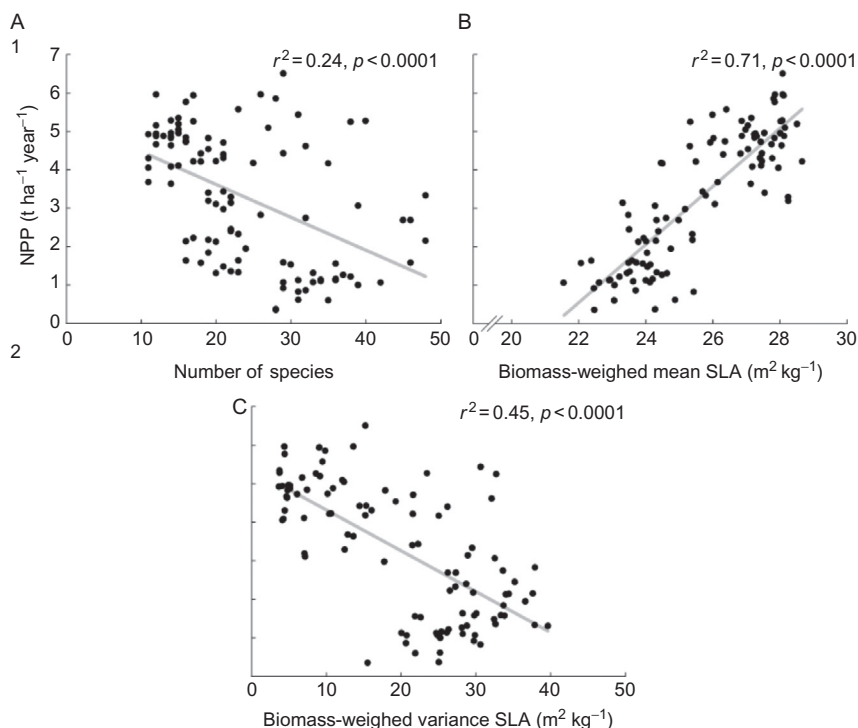 A
1
r²=0.24, p<0.0001
7
6
5
4
3
2
1
0
NPP (t ha⁻¹ year⁻¹)
0 10 20 30 40 50
2
Number of species
B
r²=0.71, p<0.0001
0 20 22 24 26 28 30
Biomass-weighed mean SLA (m² kg⁻¹)
C
r²=0.45, p<0.0001
0 10 20 30 40 50
Biomass-weighed variance SLA (m² kg⁻¹)